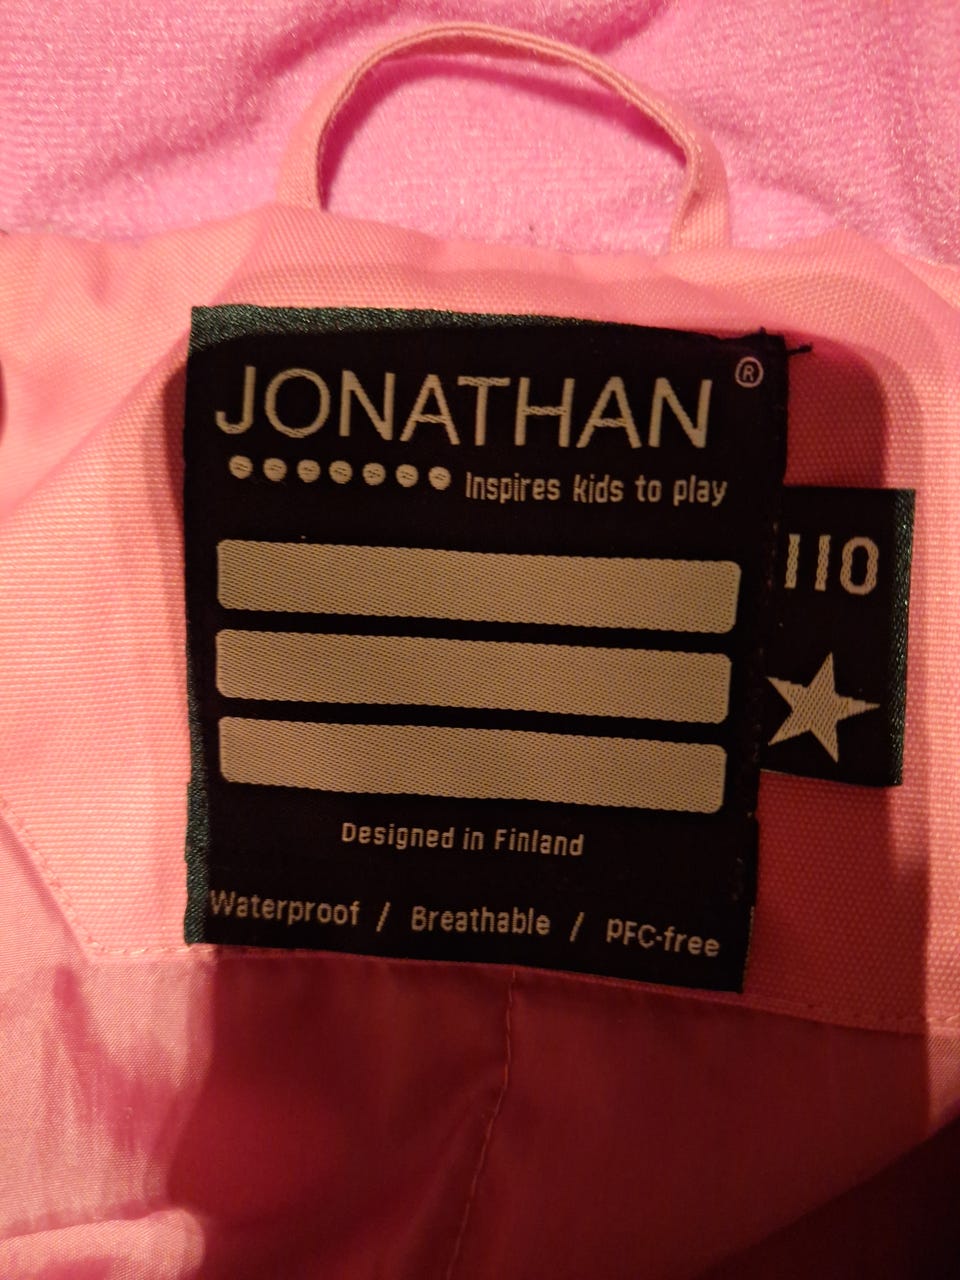 JONATHAN ®
Inspires kids to play
110
Designed in Finland
Waterproof / Breathable / PFC-free